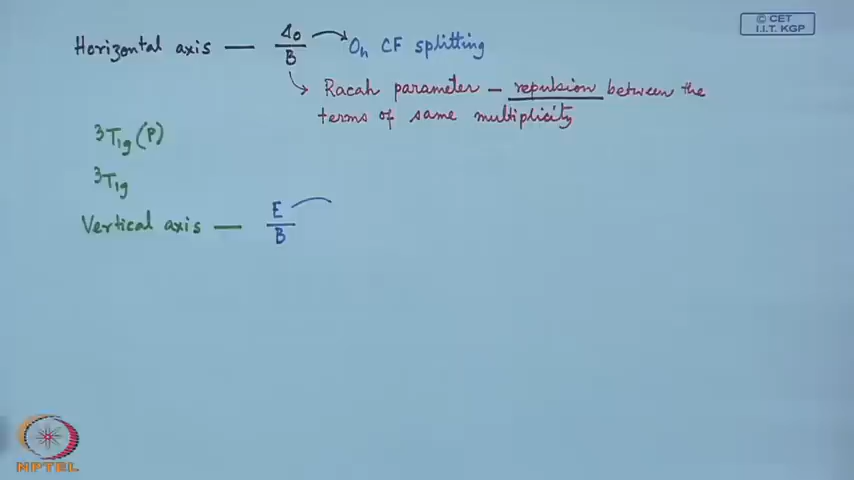 © CET
I.I.T. KGP
Horizontal axis — Δo/B → Oh CF splitting
Racah parameter — repulsion between the
terms of same multiplicity
³T₁g(P)
³T₁g
Vertical axis — E/B
NPTEL